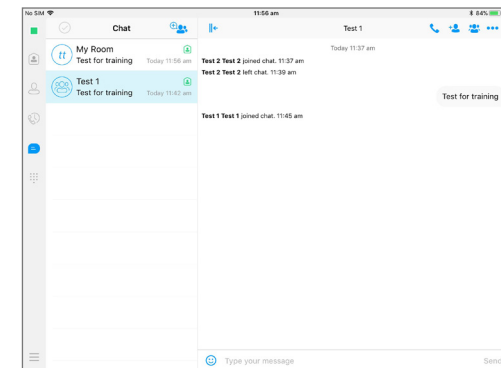 No SIM
11:56 am
84%
Chat
Test 1
tt
My Room
Test for training
Today 11:56 am
Test 1
Test for training
Today 11:42 am
Today 11:37 am
Test 2 Test 2 joined chat. 11:37 am
Test 2 Test 2 left chat. 11:39 am
Test for training
Test 1 Test 1 joined chat. 11:45 am
Type your message
Send